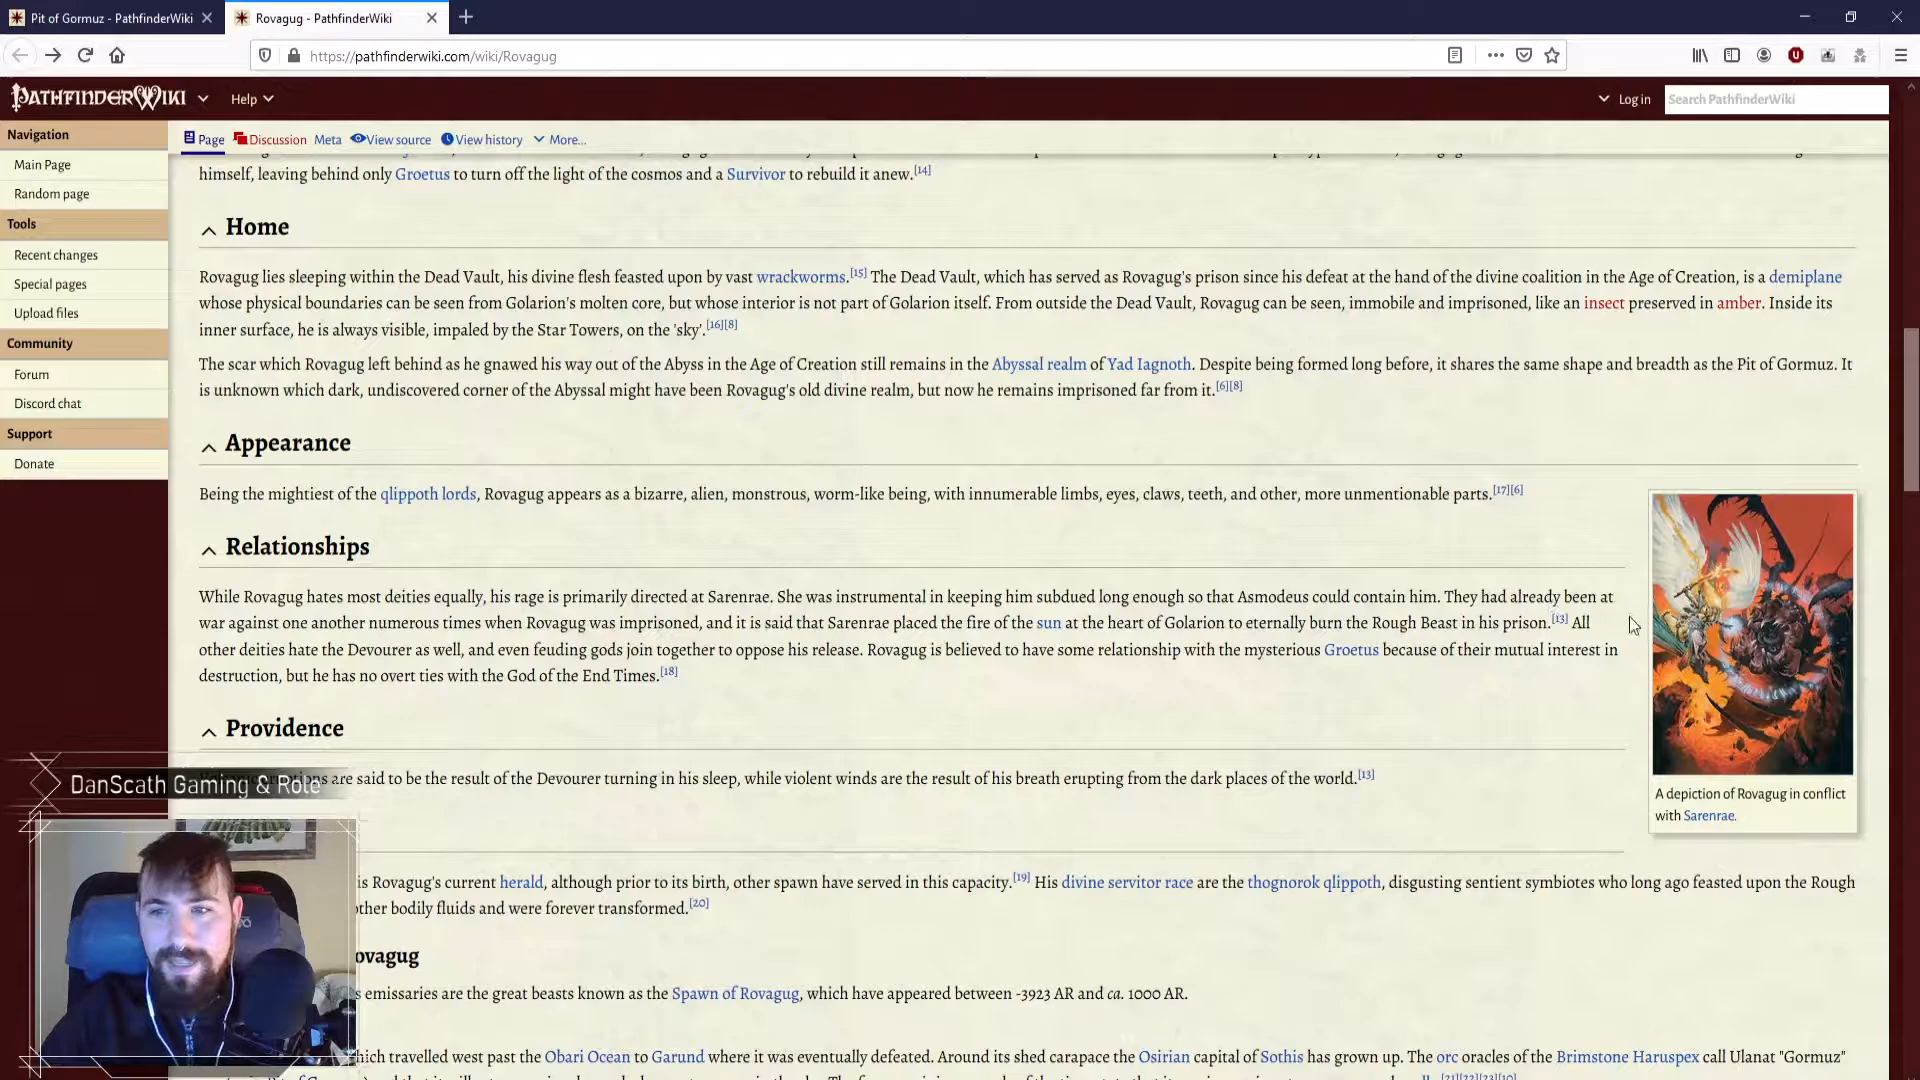 Pit of Gormuz - PathfinderWiki
Rovagug - PathfinderWiki
https://pathfinderwiki.com/wiki/Rovagug
PATHFINDERWIKI
Help
Log in
Search PathfinderWiki
Navigation
Main Page
Random page
Tools
Recent changes
Special pages
Upload files
Community
Forum
Discord chat
Support
Donate
Page Discussion Meta View source View history More...
himself, leaving behind only Groetus to turn off the light of the cosmos and a Survivor to rebuild it anew.[14]
Home
Rovagug lies sleeping within the Dead Vault, his divine flesh feasted upon by vast wrackworms.[15] The Dead Vault, which has served as Rovagug's prison since his defeat at the hand of the divine coalition in the Age of Creation, is a demiplane
whose physical boundaries can be seen from Golarion's molten core, but whose interior is not part of Golarion itself. From outside the Dead Vault, Rovagug can be seen, immobile and imprisoned, like an insect preserved in amber. Inside its
inner surface, he is always visible, impaled by the Star Towers, on the 'sky'.[16][8]
The scar which Rovagug left behind as he gnawed his way out of the Abyss in the Age of Creation still remains in the Abyssal realm of Yad Iagnoth. Despite being formed long before, it shares the same shape and breadth as the Pit of Gormuz. It
is unknown which dark, undiscovered corner of the Abyssal might have been Rovagug's old divine realm, but now he remains imprisoned far from it.[6][8]
Appearance
Being the mightiest of the qlippoth lords, Rovagug appears as a bizarre, alien, monstrous, worm-like being, with innumerable limbs, eyes, claws, teeth, and other, more unmentionable parts.[17][6]
Relationships
While Rovagug hates most deities equally, his rage is primarily directed at Sarenrae. She was instrumental in keeping him subdued long enough so that Asmodeus could contain him. They had already been at
war against one another numerous times when Rovagug was imprisoned, and it is said that Sarenrae placed the fire of the sun at the heart of Golarion to eternally burn the Rough Beast in his prison.[13] All
other deities hate the Devourer as well, and even feuding gods join together to oppose his release. Rovagug is believed to have some relationship with the mysterious Groetus because of their mutual interest in
destruction, but he has no overt ties with the God of the End Times.[18]
A depiction of Rovagug in conflict
with Sarenrae.
Providence
are said to be the result of the Devourer turning in his sleep, while violent winds are the result of his breath erupting from the dark places of the world.[13]
DanScath Gaming & Role
is Rovagug's current herald, although prior to its birth, other spawn have served in this capacity.[19] His divine servitor race are the thognorok qlippoth, disgusting sentient symbiotes who long ago feasted upon the Rough
other bodily fluids and were forever transformed.[20]
ovagug
emissaries are the great beasts known as the Spawn of Rovagug, which have appeared between -3923 AR and ca. 1000 AR.
hich travelled west past the Obari Ocean to Garund where it was eventually defeated. Around its shed carapace the Osirian capital of Sothis has grown up. The orc oracles of the Brimstone Haruspex call Ulanat "Gormuz"